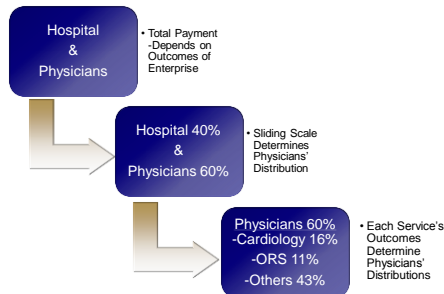 Hospital
&
Physicians
• Total Payment
-Depends on
Outcomes of
Enterprise
Hospital 40%
&
Physicians 60%
• Sliding Scale
Determines
Physicians'
Distribution
Physicians 60%
-Cardiology 16%
-ORS 11%
-Others 43%
• Each Service's
Outcomes
Determine
Physicians'
Distributions